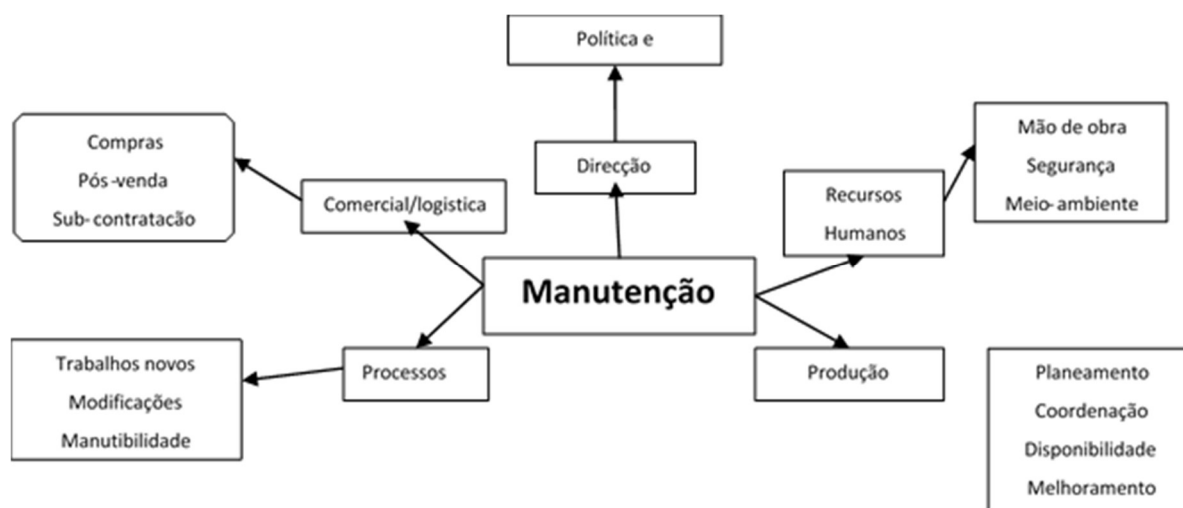 Política e
Direcção
Compras
Pós-venda
Sub-contratacão
Comercial/logistica
Mão de obra
Segurança
Meio-ambiente
Recursos
Humanos
Manutenção
Trabalhos novos
Modificações
Manutibilidade
Processos
Produção
Planeamento
Coordenação
Disponibilidade
Melhoramento